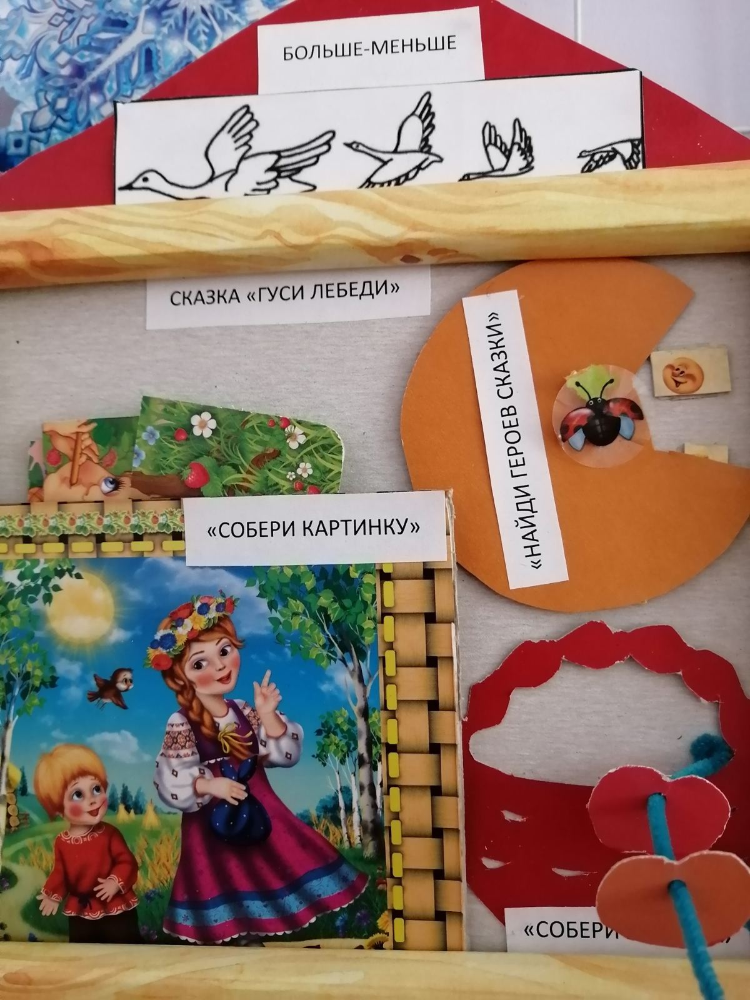 БОЛЬШЕ-МЕНЬШЕ
СКАЗКА «ГУСИ ЛЕБЕДИ»
«НАЙДИ ГЕРОЕВ СКАЗКИ»
«СОБЕРИ КАРТИНКУ»
«СОБЕРИ